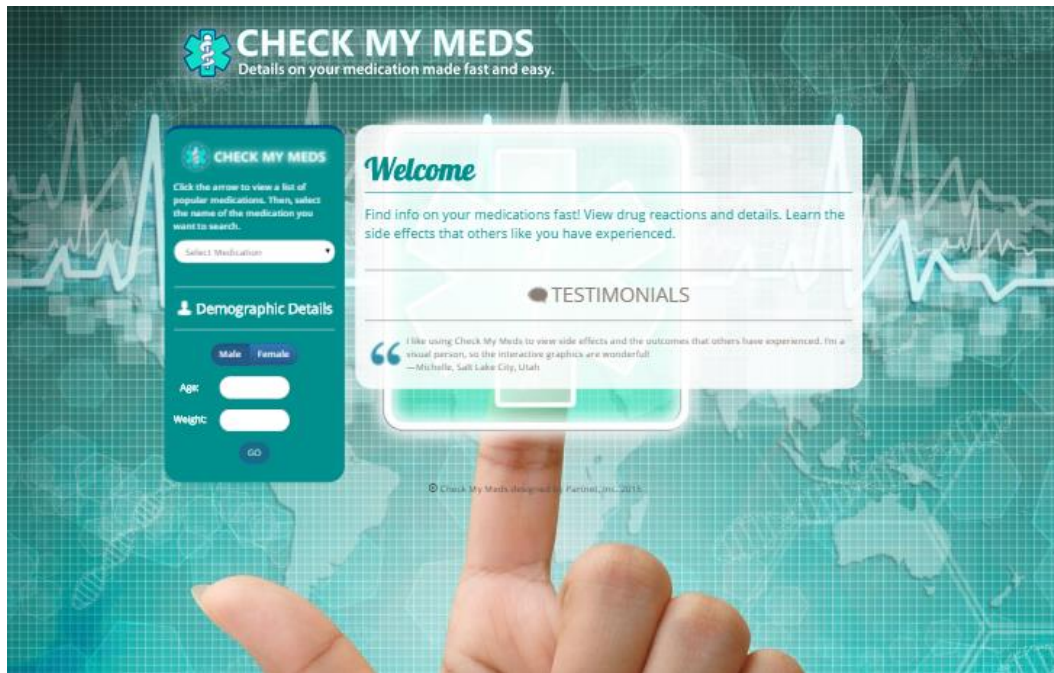 CHECK MY MEDS
Details on your medication made fast and easy.
CHECK MY MEDS
Click the arrow to view a list of
popular medications. Then, select
the name of the medication you
want to search.
Select Medication
Demographic Details
Male Female
Age:
Weight:
GO
Welcome
Find info on your medications fast! View drug reactions and details. Learn the
side effects that others like you have experienced.
TESTIMONIALS
I like using Check My Meds to view side effects and the outcomes that others have experienced. I'm a
visual person, so the interactive graphics are wonderful!
—Michelle, Salt Lake City, Utah
© Check My Meds designed by Parinet, Inc. 2015